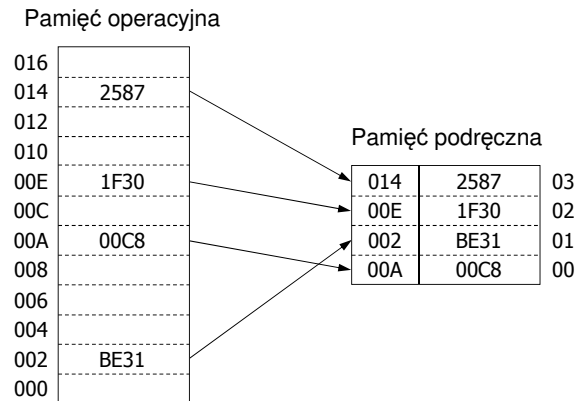 Pamięć operacyjna
016
014 2587
012
010
00E 1F30
00C
00A 00C8
008
006
004
002 BE31
000
Pamięć podręczna
014 2587 03
00E 1F30 02
002 BE31 01
00A 00C8 00